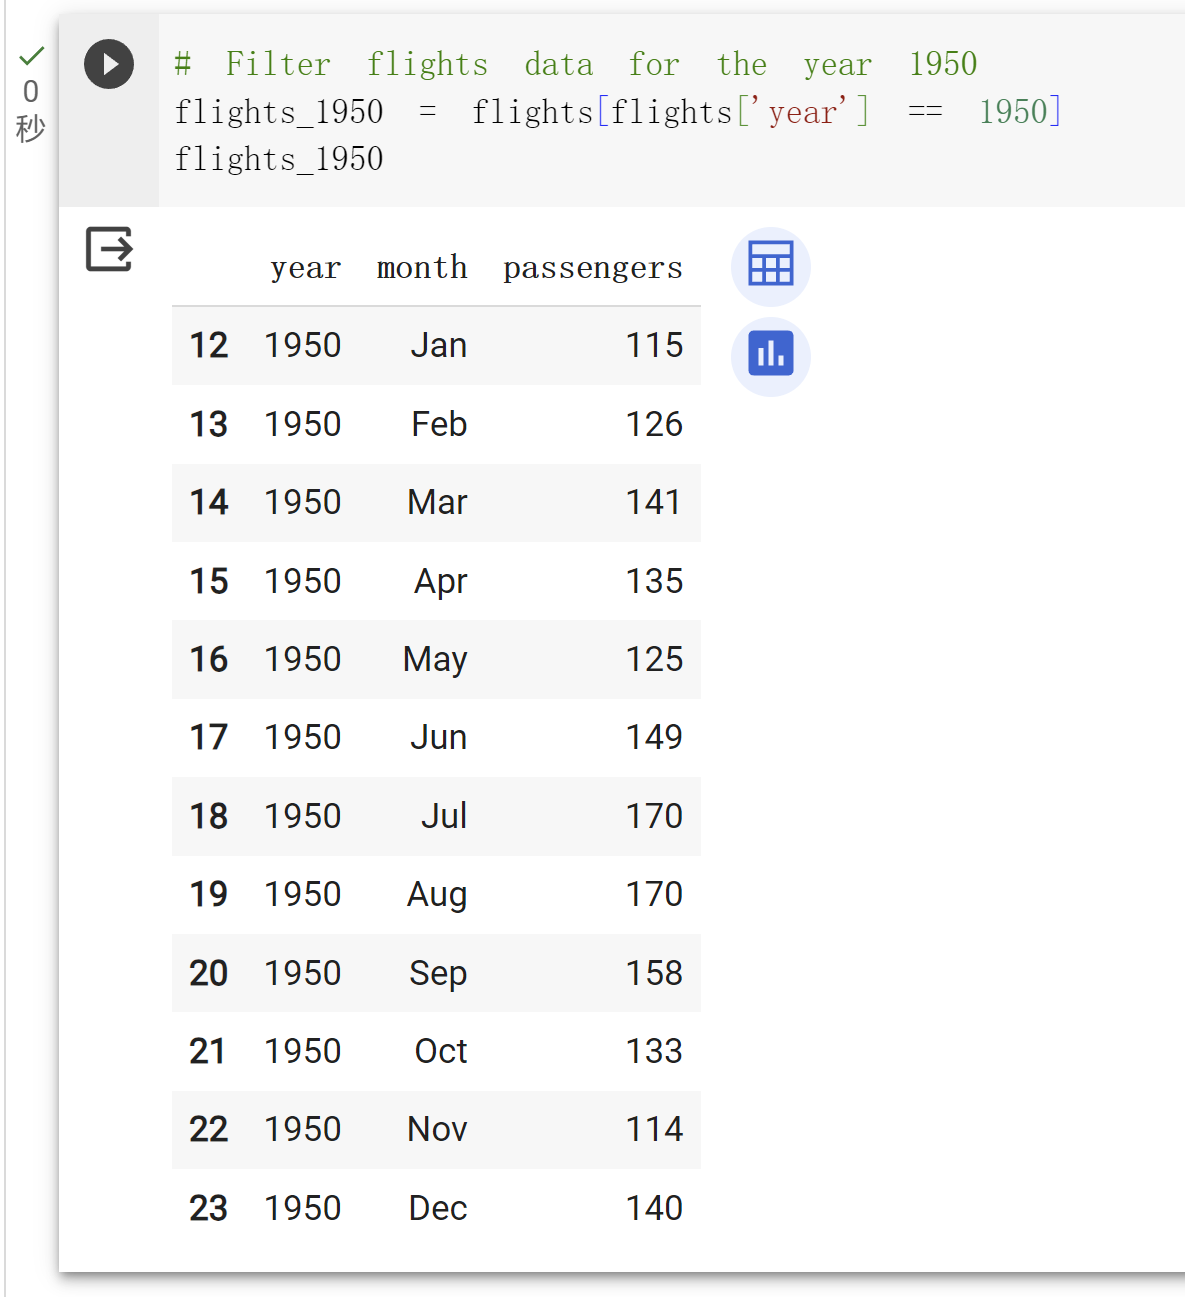 # Filter flights data for the year 1950
flights_1950 = flights[flights['year'] == 1950]
flights_1950
0
秒
year month passengers
12 1950 Jan 115
13 1950 Feb 126
14 1950 Mar 141
15 1950 Apr 135
16 1950 May 125
17 1950 Jun 149
18 1950 Jul 170
19 1950 Aug 170
20 1950 Sep 158
21 1950 Oct 133
22 1950 Nov 114
23 1950 Dec 140